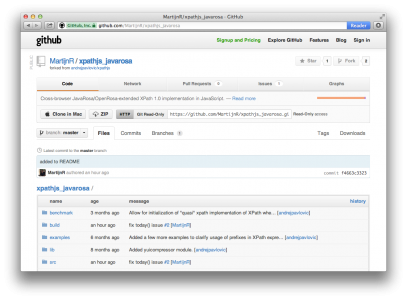 MartijnR/xpathjs_javarosa · GitHub
GitHub, Inc. github.com/MartijnR/xpathjs_javarosa
Reader
github
Signup and Pricing Explore GitHub Features Blog Sign in
PUBLIC
MartijnR / xpathjs_javarosa
forked from andrejpavlovic/xpathjs
Star 1 Fork 3
Code Network Pull Requests 0 Issues 1 Graphs
Cross-browser JavaRosa/OpenRosa-extended XPath 1.0 implementation in JavaScript. — Read more
Clone in Mac ZIP HTTP Git Read-Only https://github.com/MartijnR/xpathjs_javarosa.gi Read-Only access
branch: master Files Commits Branches 1 Tags Downloads
Latest commit to the master branch
added to README
MartijnR authored an hour ago
commit
xpathjs_javarosa /
name age message history
benchmark 3 months ago Allow for initialization of "quasi" xpath implementation of XPath whe... [andrejpavlovic]
build an hour ago fix today() issue #2 [MartijnR]
examples 3 months ago Added a few more examples to clarify usage of prefixes in XPath expre... [andrejpavlovic]
lib 6 months ago Added yuicompressor module. [andrejpavlovic]
src an hour ago fix today() issue #2 [MartijnR]